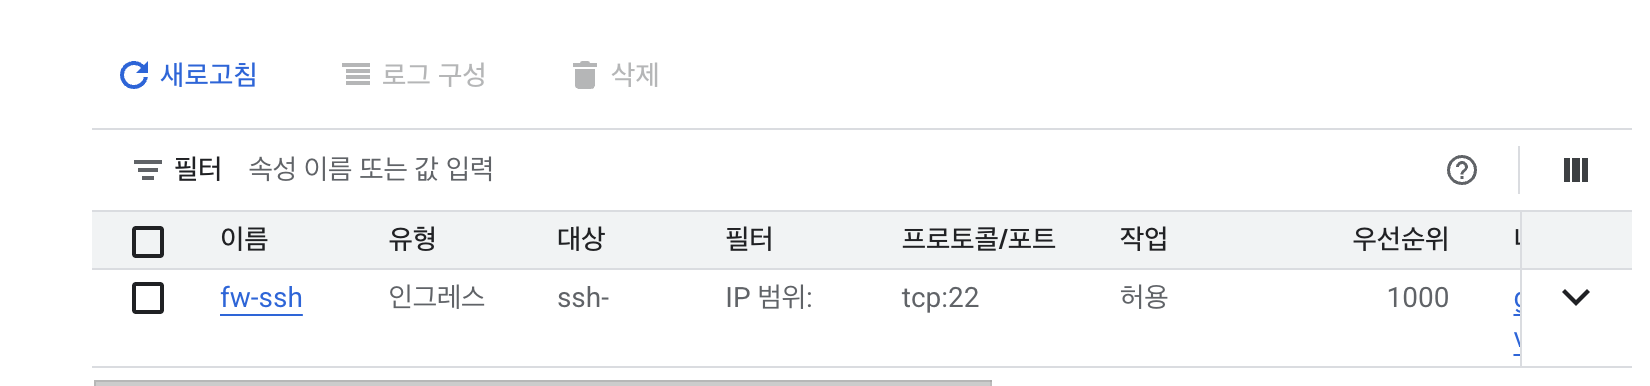 새로고침 로그 구성 삭제
필터 속성 이름 또는 값 입력
이름 유형 대상 필터 프로토콜/포트 작업 우선순위
fw-ssh 인그레스 ssh- IP 범위: tcp:22 허용 1000